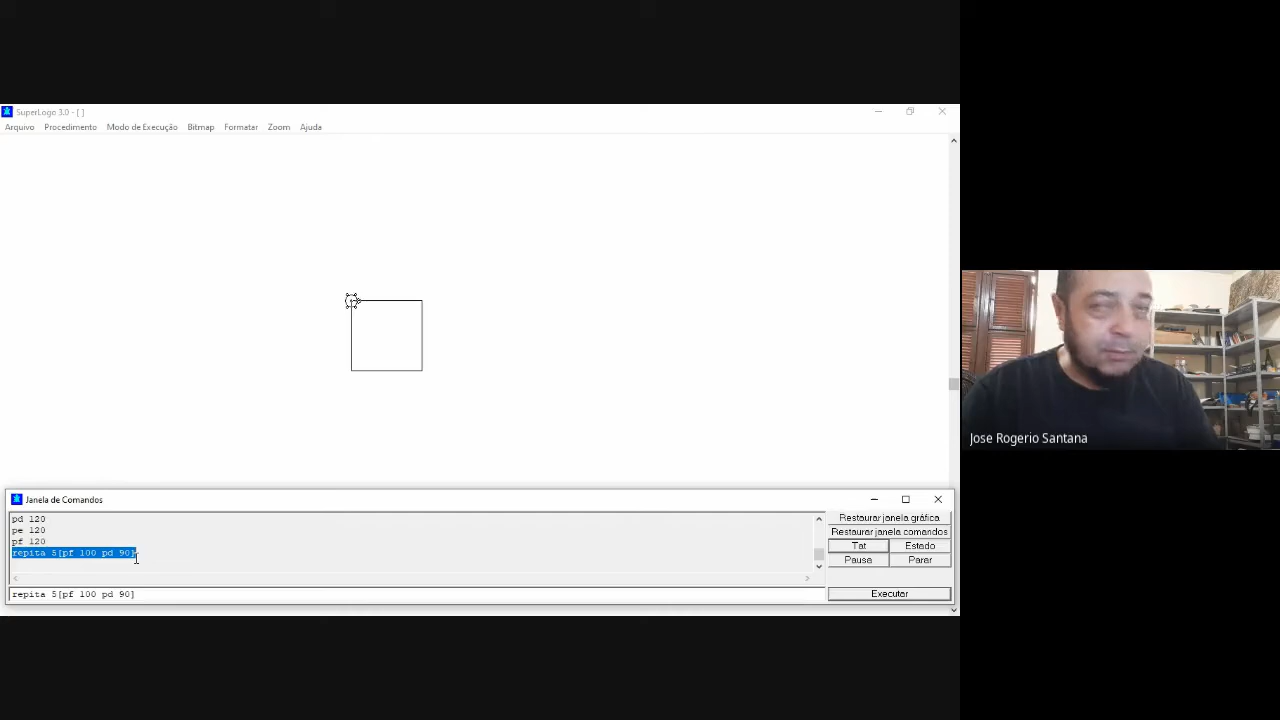 SuperLogo 3.0 - [ ]
Arquivo Procedimento Modo de Execução Bitmap Formatar Zoom Ajuda
Jose Rogerio Santana
Janela de Comandos
pd 120
pe 120
pf 120
repita 5[pf 100 pd 90]
Restaurar janela gráfica
Restaurar janela comandos
Tat Estado
Pausa Parar
repita 5[pf 100 pd 90]
Executar